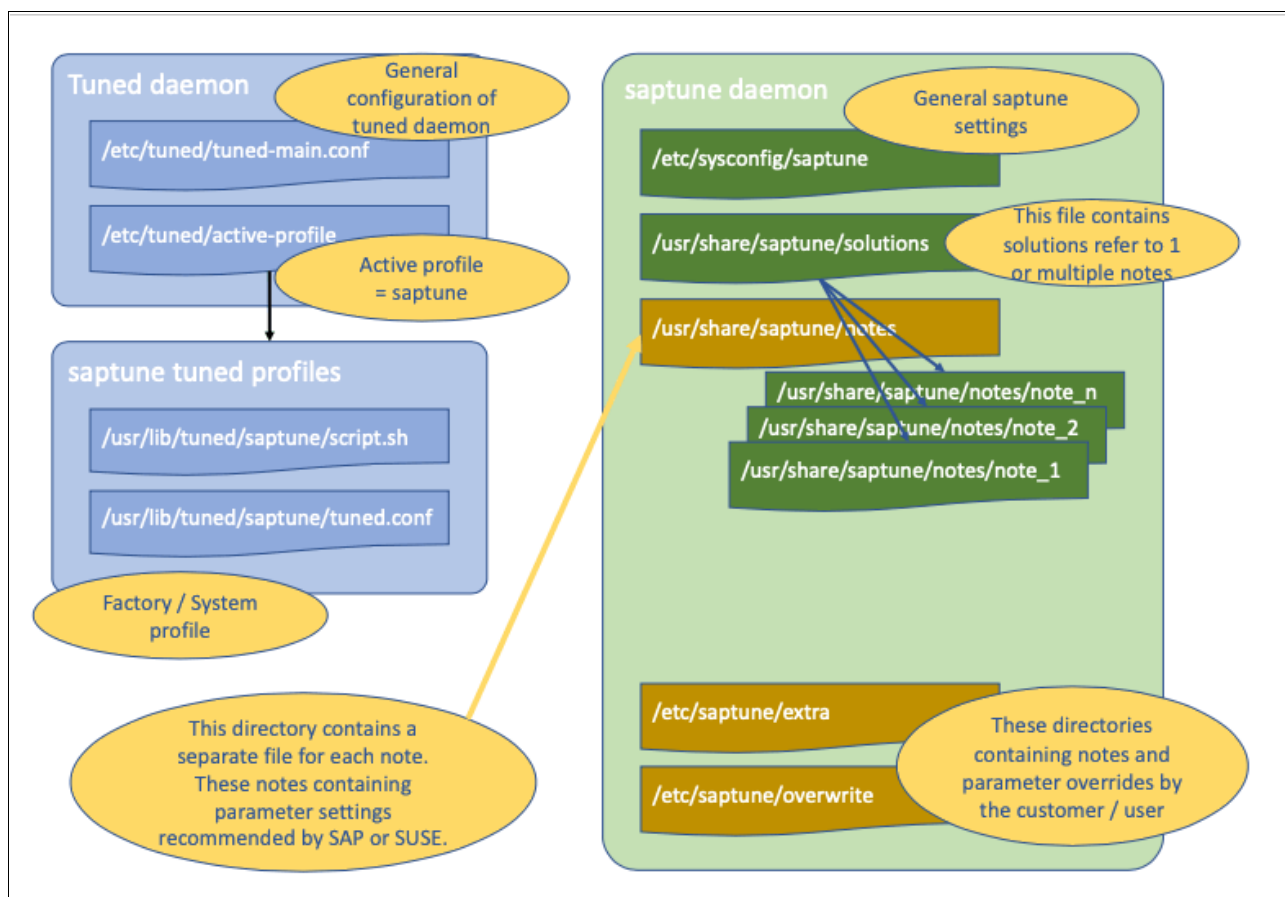 Tuned daemon
General
configuration of
tuned daemon
/etc/tuned/tuned-main.conf
/etc/tuned/active-profile
Active profile
= saptune
saptune tuned profiles
/usr/lib/tuned/saptune/script.sh
/usr/lib/tuned/saptune/tuned.conf
Factory / System
profile
This directory contains a
separate file for each note.
These notes containing
parameter settings
recommended by SAP or SUSE.
saptune daemon
General saptune
settings
/etc/sysconfig/saptune
/usr/share/saptune/solutions
This file contains
solutions refer to 1
or multiple notes
/usr/share/saptune/notes
/usr/share/saptune/notes/note_n
/usr/share/saptune/notes/note_2
/usr/share/saptune/notes/note_1
/etc/saptune/extra
/etc/saptune/overwrite
These directories
containing notes and
parameter overrides by
the customer / user